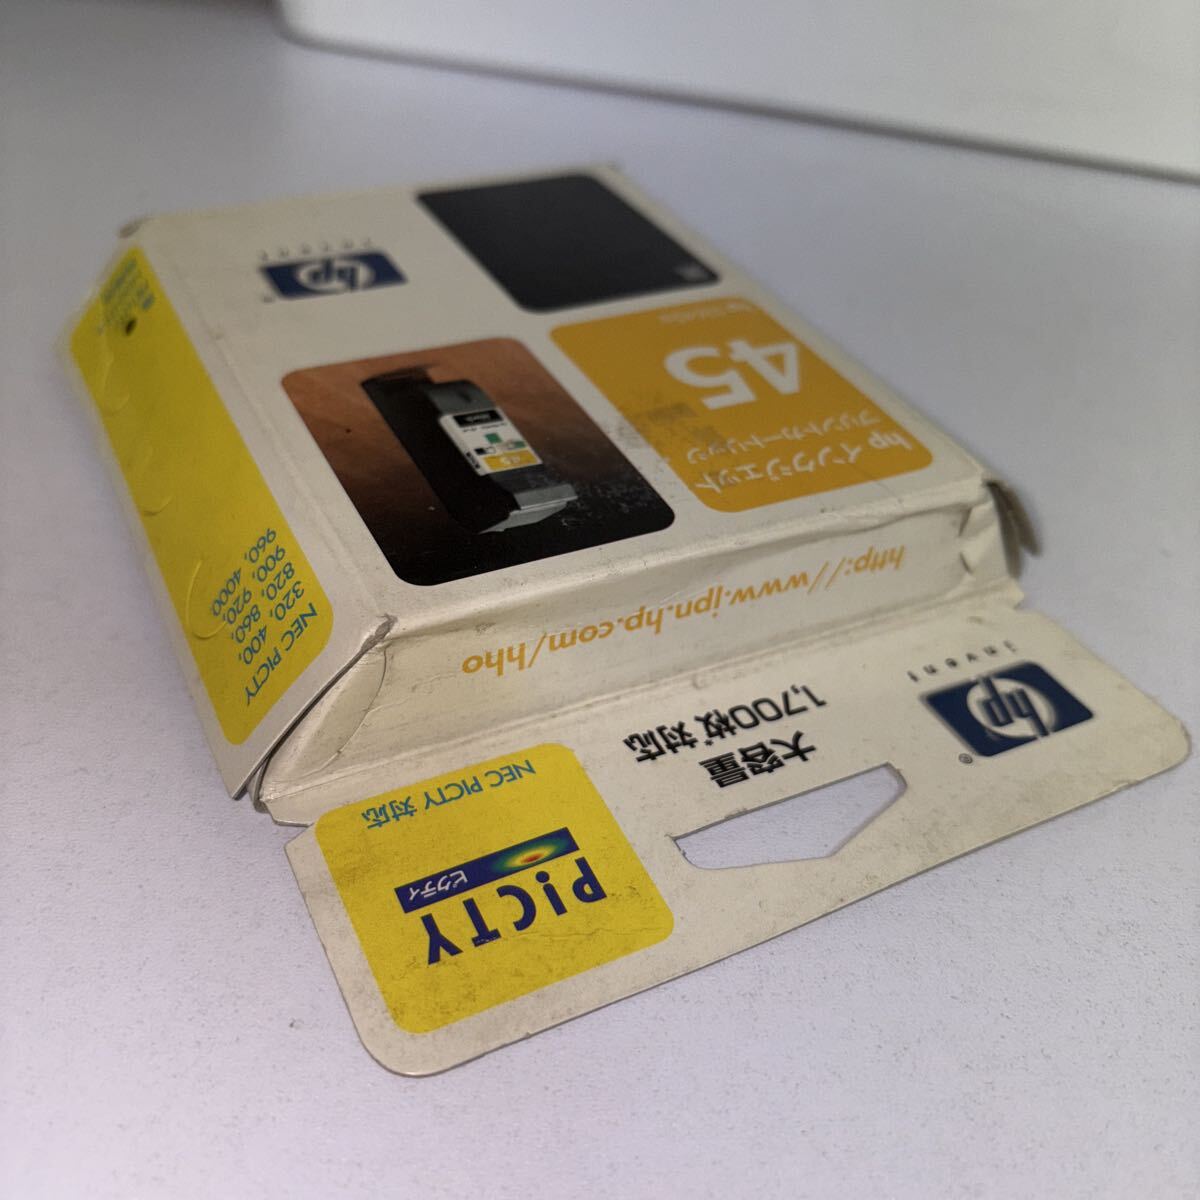 hp
invent
大容量
1,700枚*対応
PiCTY
ピクティ
NEC PICTY 対応
http://www.jpn.hp.com/hho
hp インクジェット
プリントカートリッジ
45
hp
invent
NEC PICTY
320, 400,
820, 860,
900, 920,
960, 4000